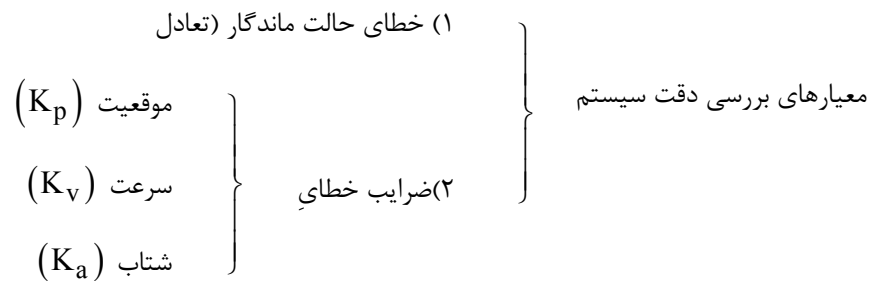 معیارهای بررسی دقت سیستم
۱) خطای حالت ماندگار (تعادل
۲)ضرایب خطایِ
موقعیت (K_p)
سرعت (K_v)
شتاب (K_a)